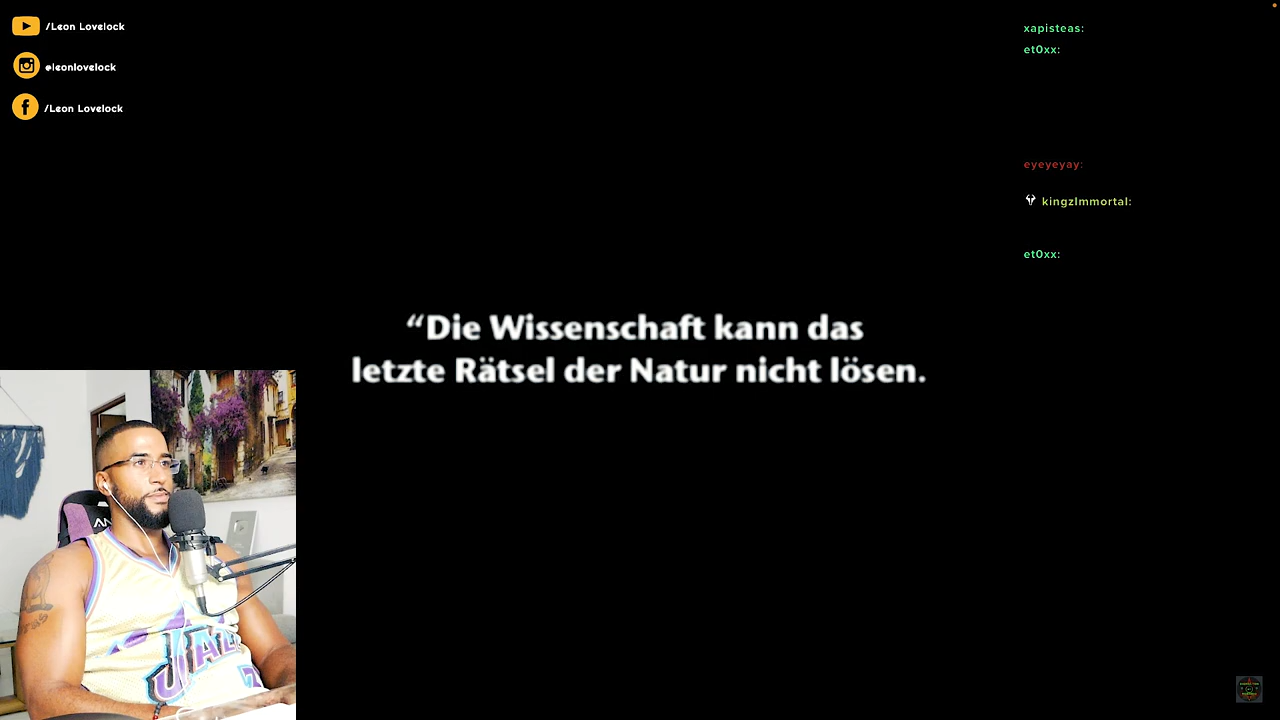 /Leon Lovelock
@leonlovelock
/Leon Lovelock
xapisteas:
et0xx:
eyeyeyay:
kingzImmortal:
et0xx:
“Die Wissenschaft kann das
letzte Rätsel der Natur nicht lösen.
JAZZ